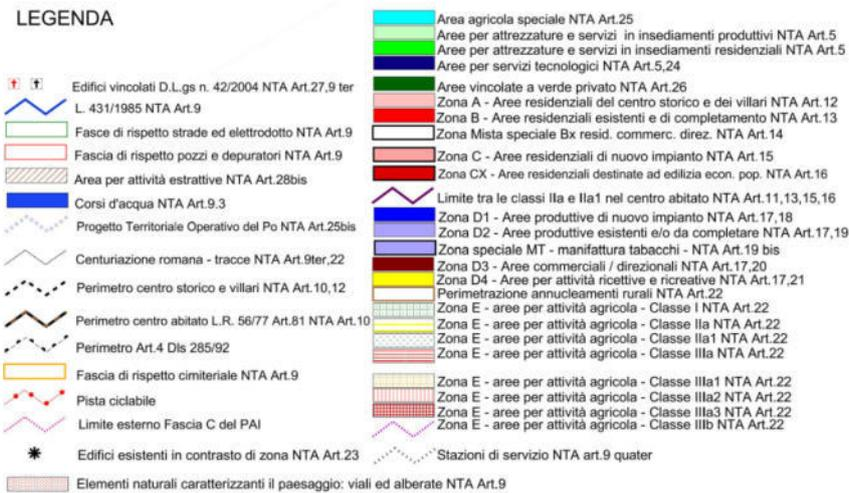 LEGENDA
Edifici vincolati D.L.gs n. 42/2004 NTA Art.27,9 ter
L. 431/1985 NTA Art.9
Fasce di rispetto strade ed elettrodotto NTA Art.9
Fascia di rispetto pozzi e depuratori NTA Art.9
Area per attività estrattive NTA Art.28bis
Corsi d'acqua NTA Art.9.3
Progetto Territoriale Operativo del Po NTA Art.25bis
Centuriazione romana - tracce NTA Art.9ter,22
Perimetro centro storico e villari NTA Art.10,12
Perimetro centro abitato L.R. 56/77 Art.81 NTA Art.10
Perimetro Art.4 Dls 285/92
Fascia di rispetto cimiteriale NTA Art.9
Pista ciclabile
Limite esterno Fascia C del PAI
Edifici esistenti in contrasto di zona NTA Art.23
Elementi naturali caratterizzanti il paesaggio: viali ed alberate NTA Art.9
Area agricola speciale NTA Art.25
Aree per attrezzature e servizi in insediamenti produttivi NTA Art.5
Aree per attrezzature e servizi in insediamenti residenziali NTA Art.5
Aree per servizi tecnologici NTA Art.5,24
Aree vincolate a verde privato NTA Art.26
Zona A - Aree residenziali del centro storico e dei villari NTA Art.12
Zona B - Aree residenziali esistenti e di completamento NTA Art.13
Zona Mista speciale Bx resid. commerc. direz. NTA Art.14
Zona C - Aree residenziali di nuovo impianto NTA Art.15
Zona CX - Aree residenziali destinate ad edilizia econ. pop. NTA Art.16
Limite tra le classi IIa e IIa1 nel centro abitato NTA Art.11,13,15,16
Zona D1 - Aree produttive di nuovo impianto NTA Art.17,18
Zona D2 - Aree produttive esistenti e/o da completare NTA Art.17,19
Zona speciale MT - manifattura tabacchi - NTA Art.19 bis
Zona D3 - Aree commerciali / direzionali NTA Art.17,20
Zona D4 - Aree per attività ricettive e ricreative NTA Art.17,21
Perimetrazione annucleamenti rurali NTA Art.22
Zona E - aree per attività agricola - Classe I NTA Art.22
Zona E - aree per attività agricola - Classe IIa NTA Art.22
Zona E - aree per attività agricola - Classe IIa1 NTA Art.22
Zona E - aree per attività agricola - Classe IIIa NTA Art.22
Zona E - aree per attività agricola - Classe IIIa1 NTA Art.22
Zona E - aree per attività agricola - Classe IIIa2 NTA Art.22
Zona E - aree per attività agricola - Classe IIIa3 NTA Art.22
Zona E - aree per attività agricola - Classe IIIb NTA Art.22
Stazioni di servizio NTA art.9 quater